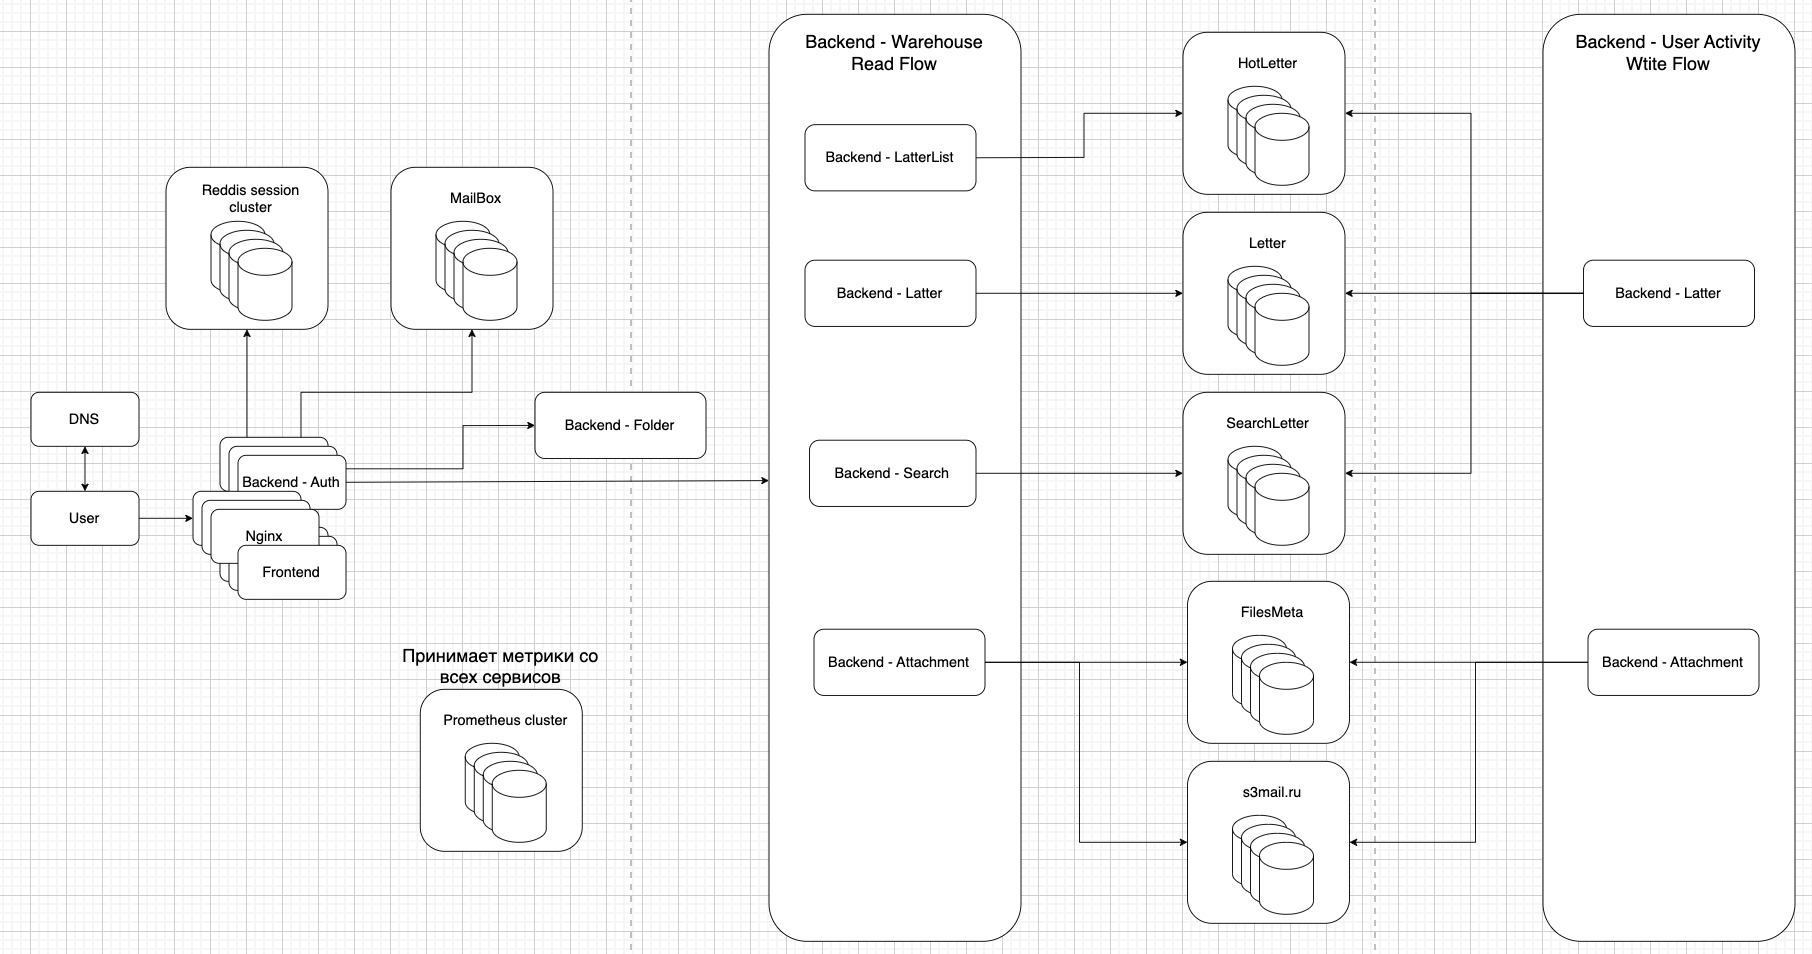 Backend - Warehouse
Read Flow
Backend - User Activity
Wtite Flow
HotLetter
Backend - LatterList
Reddis session
cluster
MailBox
Letter
Backend - Latter
Backend - Latter
DNS
Backend - Folder
SearchLetter
Backend - Auth
Backend - Search
User
Nginx
Frontend
FilesMeta
Принимает метрики со
всех сервисов
Backend - Attachment
Backend - Attachment
Prometheus cluster
s3mail.ru